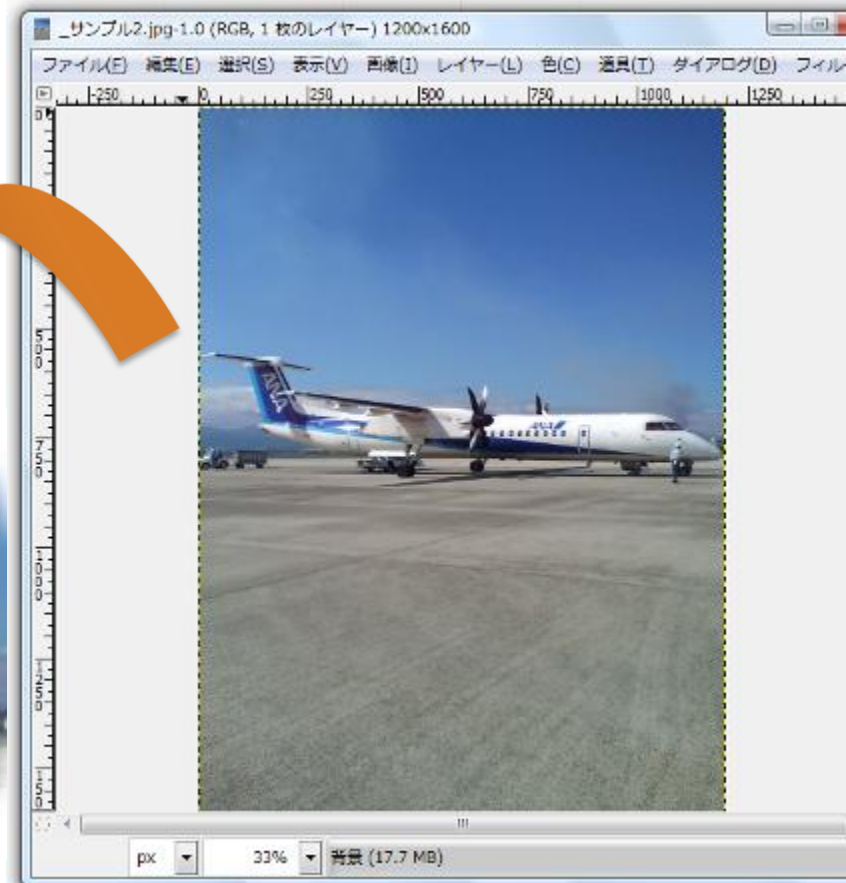 _サンプル2.jpg-1.0 (RGB, 1 枚のレイヤー) 1200x1600
ファイル(F) 編集(E) 選択(S) 表示(V) 画像(I) レイヤー(L) 色(C) 道具(T) ダイアログ(D) フィル
-250 0 250 500 750 1000 1250
0
500
ANA
ANA
750
1000
1250
150
px 33% 背景 (17.7 MB)